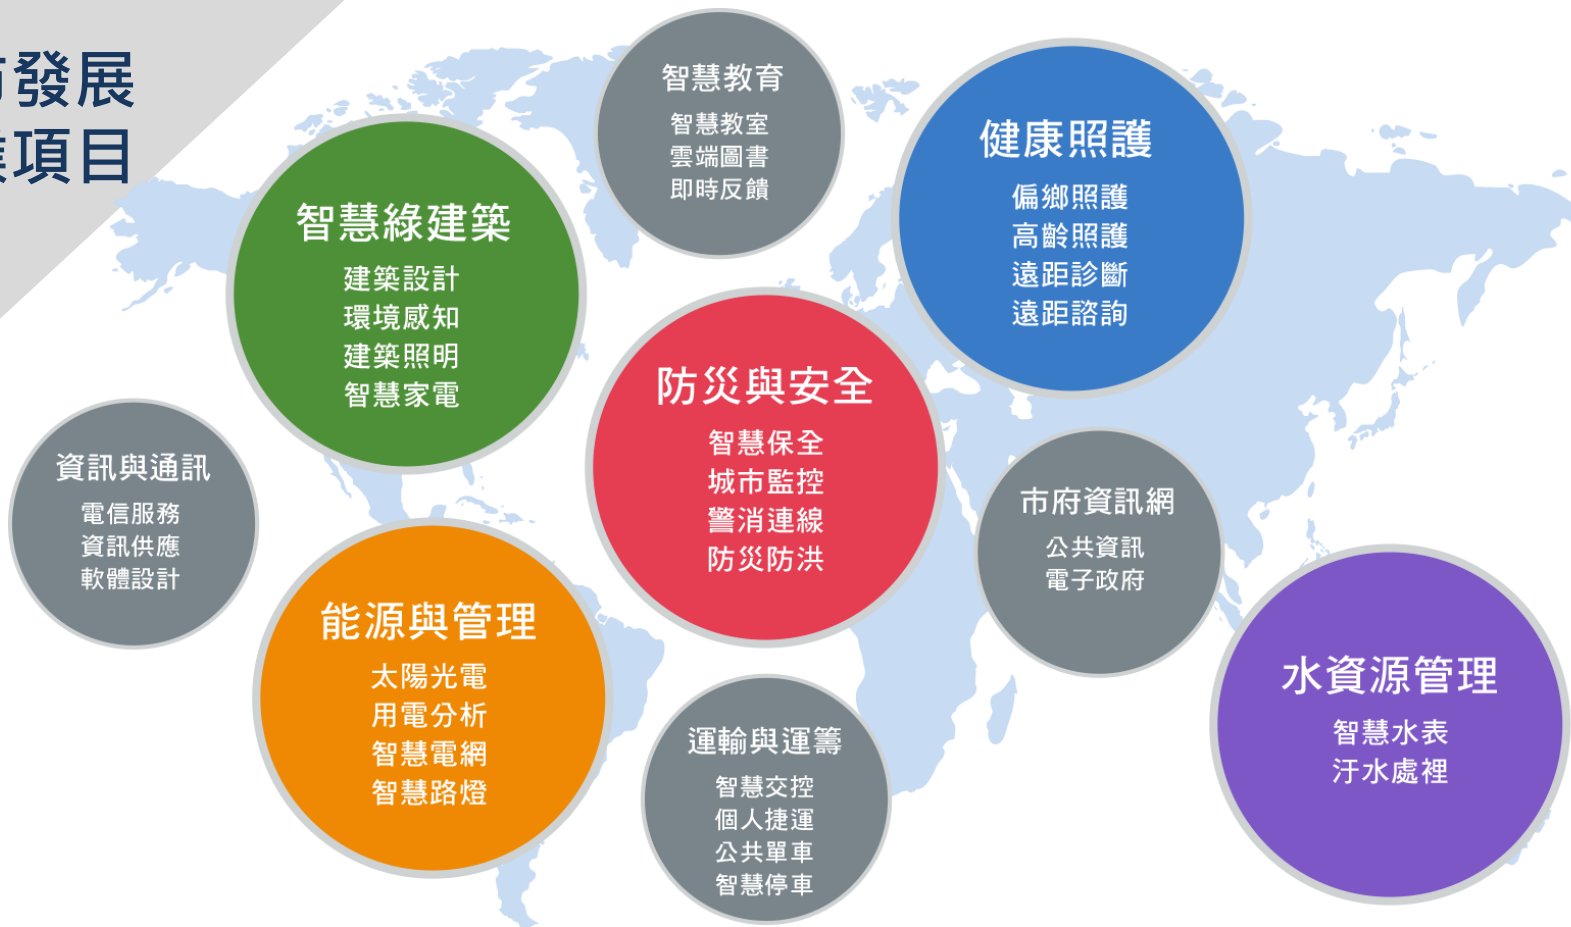 市發展
業項目
智慧教育
智慧教室
雲端圖書
即時反饋
健康照護
偏鄉照護
高齡照護
遠距診斷
遠距諮詢
智慧綠建築
建築設計
環境感知
建築照明
智慧家電
防災與安全
智慧保全
城市監控
警消連線
防災防洪
資訊與通訊
電信服務
資訊供應
軟體設計
市府資訊網
公共資訊
電子政府
能源與管理
太陽光電
用電分析
智慧電網
智慧路燈
運輸與運籌
智慧交控
個人捷運
公共單車
智慧停車
水資源管理
智慧水表
汙水處裡